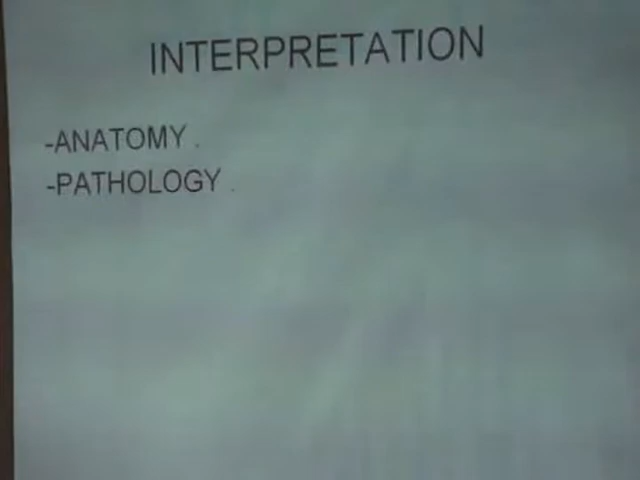 INTERPRETATION
-ANATOMY .
-PATHOLOGY .